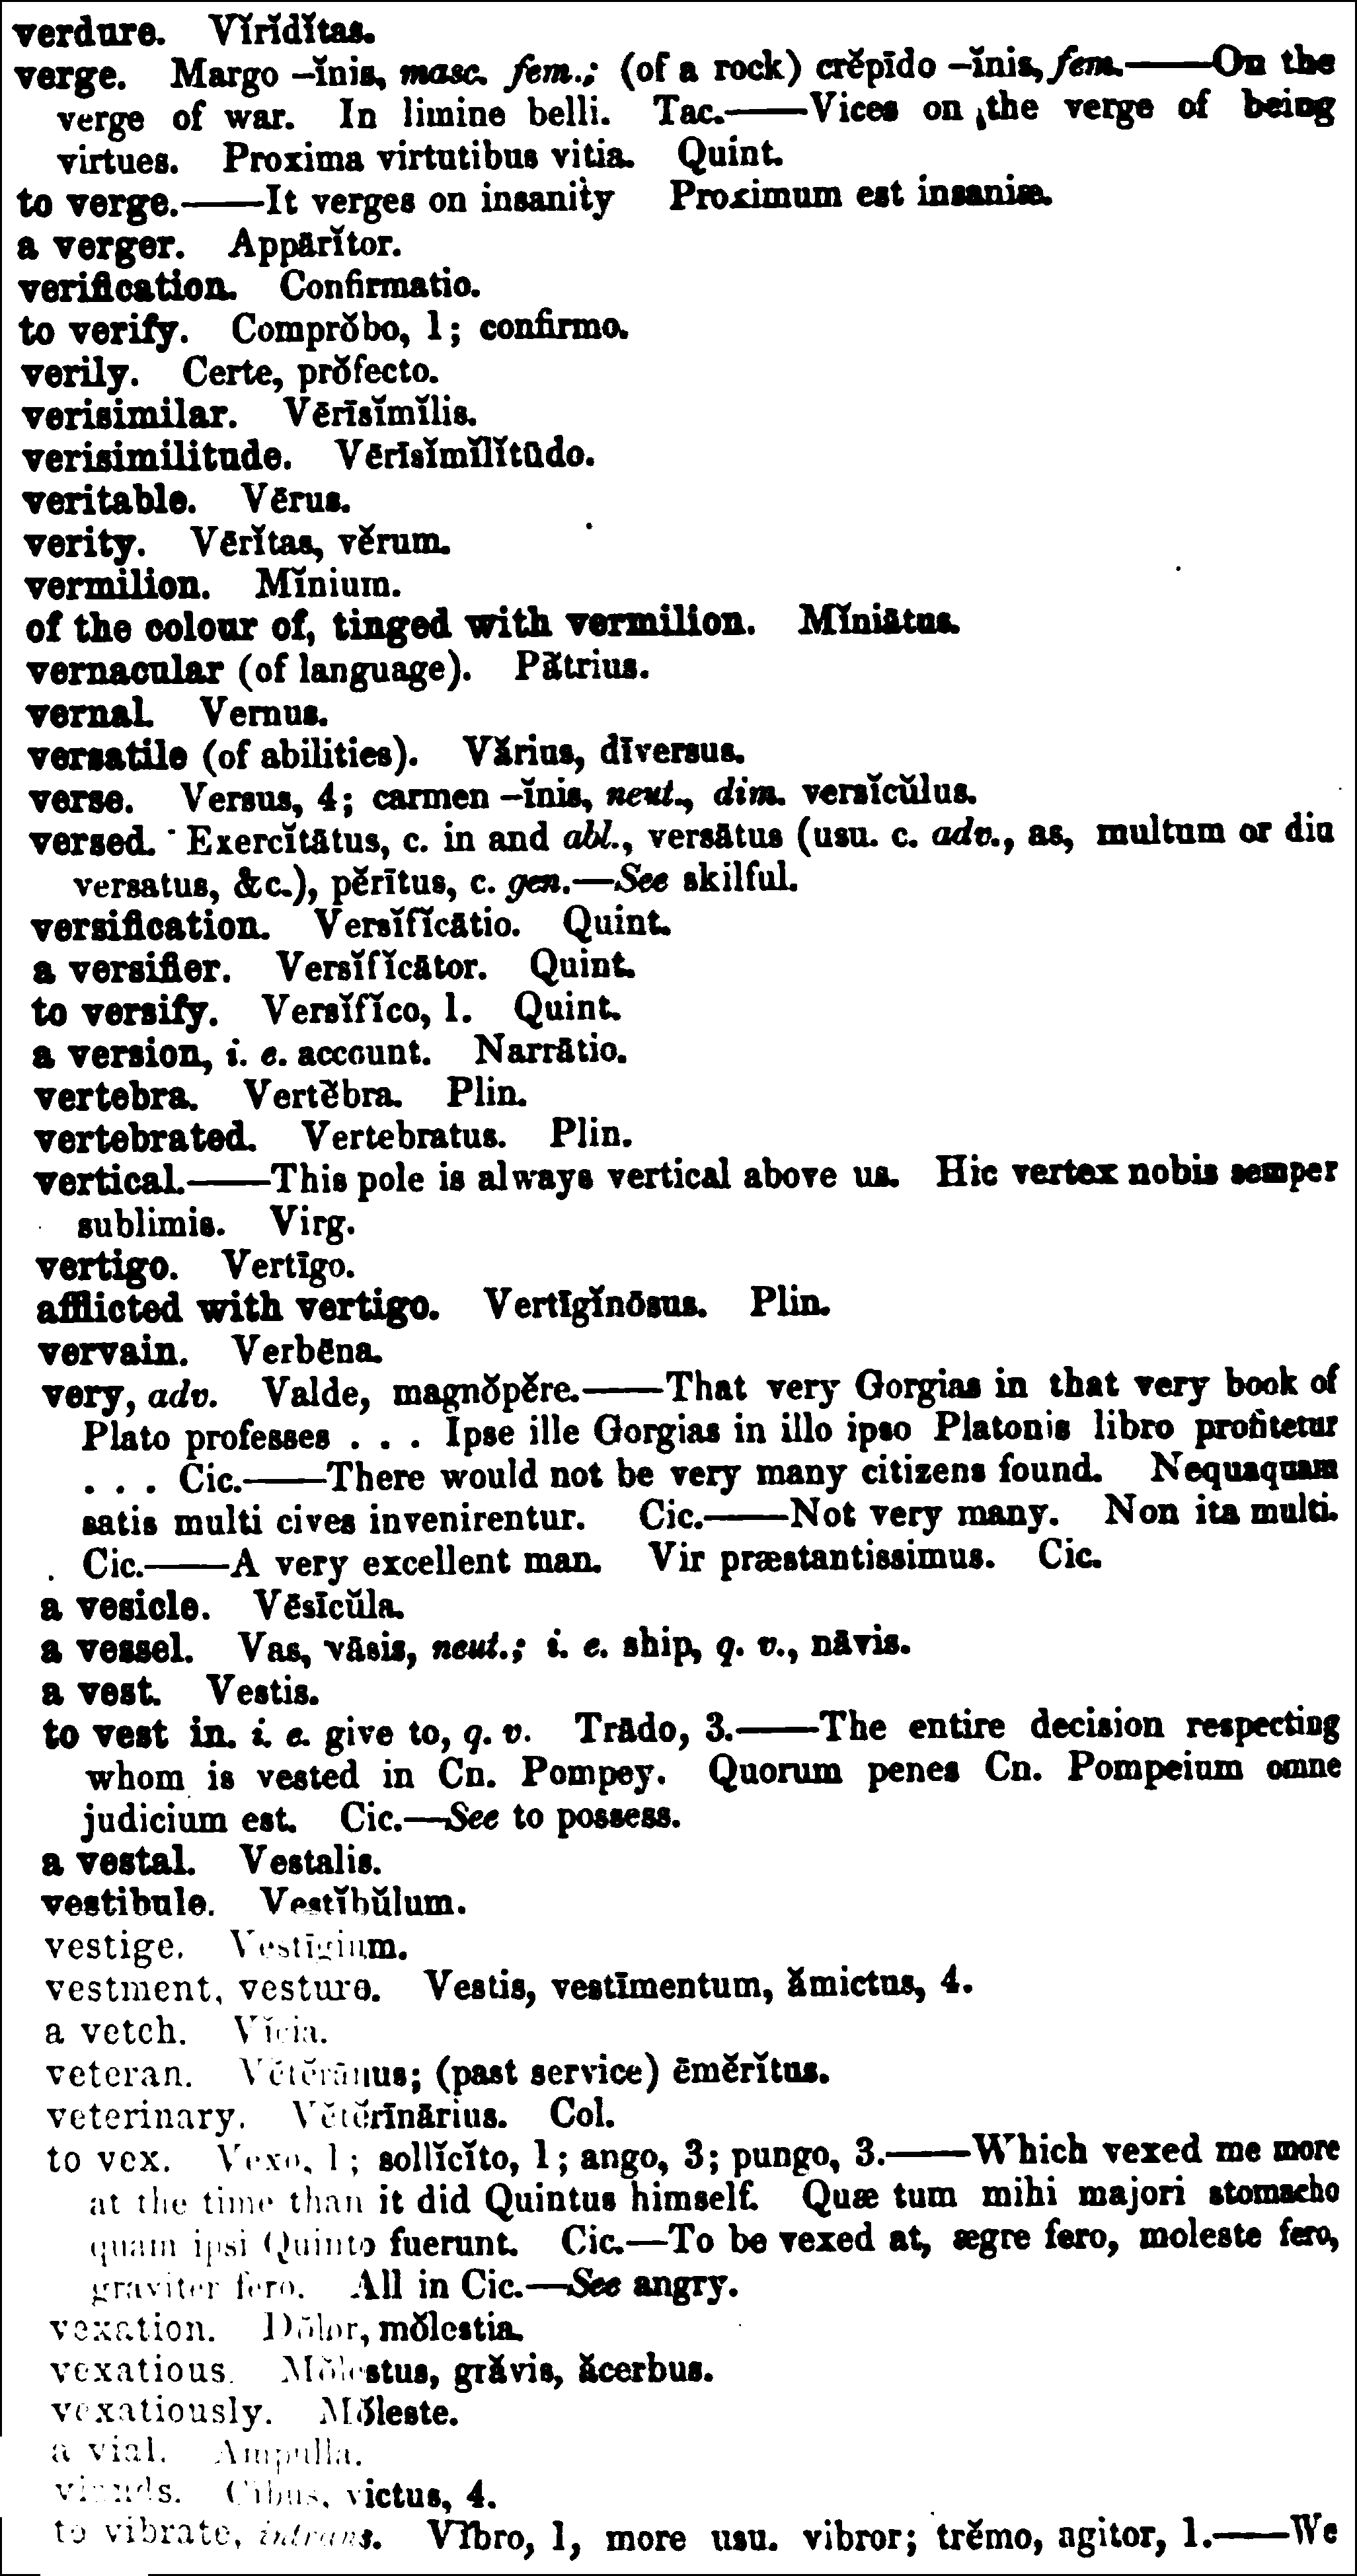 verdure. Vĭrĭdĭtas.
verge. Margo –ĭnis, masc. fem.; (of a rock) crĕpīdo –ĭnis, fem.——On the
verge of war. In limine belli. Tac.——Vices on the verge of being
virtues. Proxima virtutibus vitia. Quint.
to verge.——It verges on insanity Proximum est insaniæ.
a verger. Appārĭtor.
verification. Confirmatio.
to verify. Comprŏbo, 1; confirmo.
verily. Certe, prŏfecto.
verisimilar. Vērīsĭmĭlis.
verisimilitude. Vērīsĭmĭlĭtūdo.
veritable. Vērus.
verity. Vērĭtas, vĕrum.
vermilion. Mĭnium.
of the colour of, tinged with vermilion. Mĭniātus.
vernacular (of language). Pătrius.
vernal. Vernus.
versatile (of abilities). Vărius, dīversus.
verse. Versus, 4; carmen –ĭnis, neut., dim. versĭcŭlus.
versed. Exercĭtātus, c. in and abl., versātus (usu. c. adv., as, multum or diu
versatus, &c.), pĕrītus, c. gen.—See skilful.
versification. Versĭfĭcātio. Quint.
a versifier. Versĭfĭcātor. Quint.
to versify. Versĭfĭco, 1. Quint.
a version, i. e. account. Narrātio.
vertebra. Vertĕbra. Plin.
vertebrated. Vertebratus. Plin.
vertical.——This pole is always vertical above us. Hic vertex nobis semper
sublimis. Virg.
vertigo. Vertīgo.
afflicted with vertigo. Vertīgĭnōsus. Plin.
vervain. Verbēna.
very, adv. Valde, magnŏpĕre.——That very Gorgias in that very book of
Plato professes . . . Ipse ille Gorgias in illo ipso Platonis libro profitetur
. . . Cic.——There would not be very many citizens found. Nequaquam
satis multi cives invenirentur. Cic.——Not very many. Non ita multi.
Cic.——A very excellent man. Vir præstantissimus. Cic.
a vesicle. Vēsīcŭla.
a vessel. Vas, vāsis, neut.; i. e. ship, q. v., nāvis.
a vest. Vestis.
to vest in. i. e. give to, q. v. Trādo, 3.——The entire decision respecting
whom is vested in Cn. Pompey. Quorum penes Cn. Pompeium omne
judicium est. Cic.—See to possess.
a vestal. Vestalis.
vestibule. Vestĭbŭlum.
vestige. Vestīgium.
vestment, vesture. Vestis, vestīmentum, ămictus, 4.
a vetch. Vĭcia.
veteran. Vĕtĕrānus; (past service) ēmĕrĭtus.
veterinary. Vĕtĕrīnārius. Col.
to vex. Vexo, 1; sollĭcĭto, 1; ango, 3; pungo, 3.——Which vexed me more
at the time than it did Quintus himself. Quæ tum mihi majori stomacho
quam ipsi Quinto fuerunt. Cic.—To be vexed at, ægre fero, moleste fero,
graviter fero. All in Cic.—See angry.
vexation. Dŏlor, mŏlestia.
vexatious. Mŏlestus, grăvis, ăcerbus.
vexatiously. Mŏleste.
a vial. Ampulla.
viands. Cibus, victus, 4.
to vibrate, intrans. Vĭbro, 1, more usu. vibror; trĕmo, agitor, 1.——We